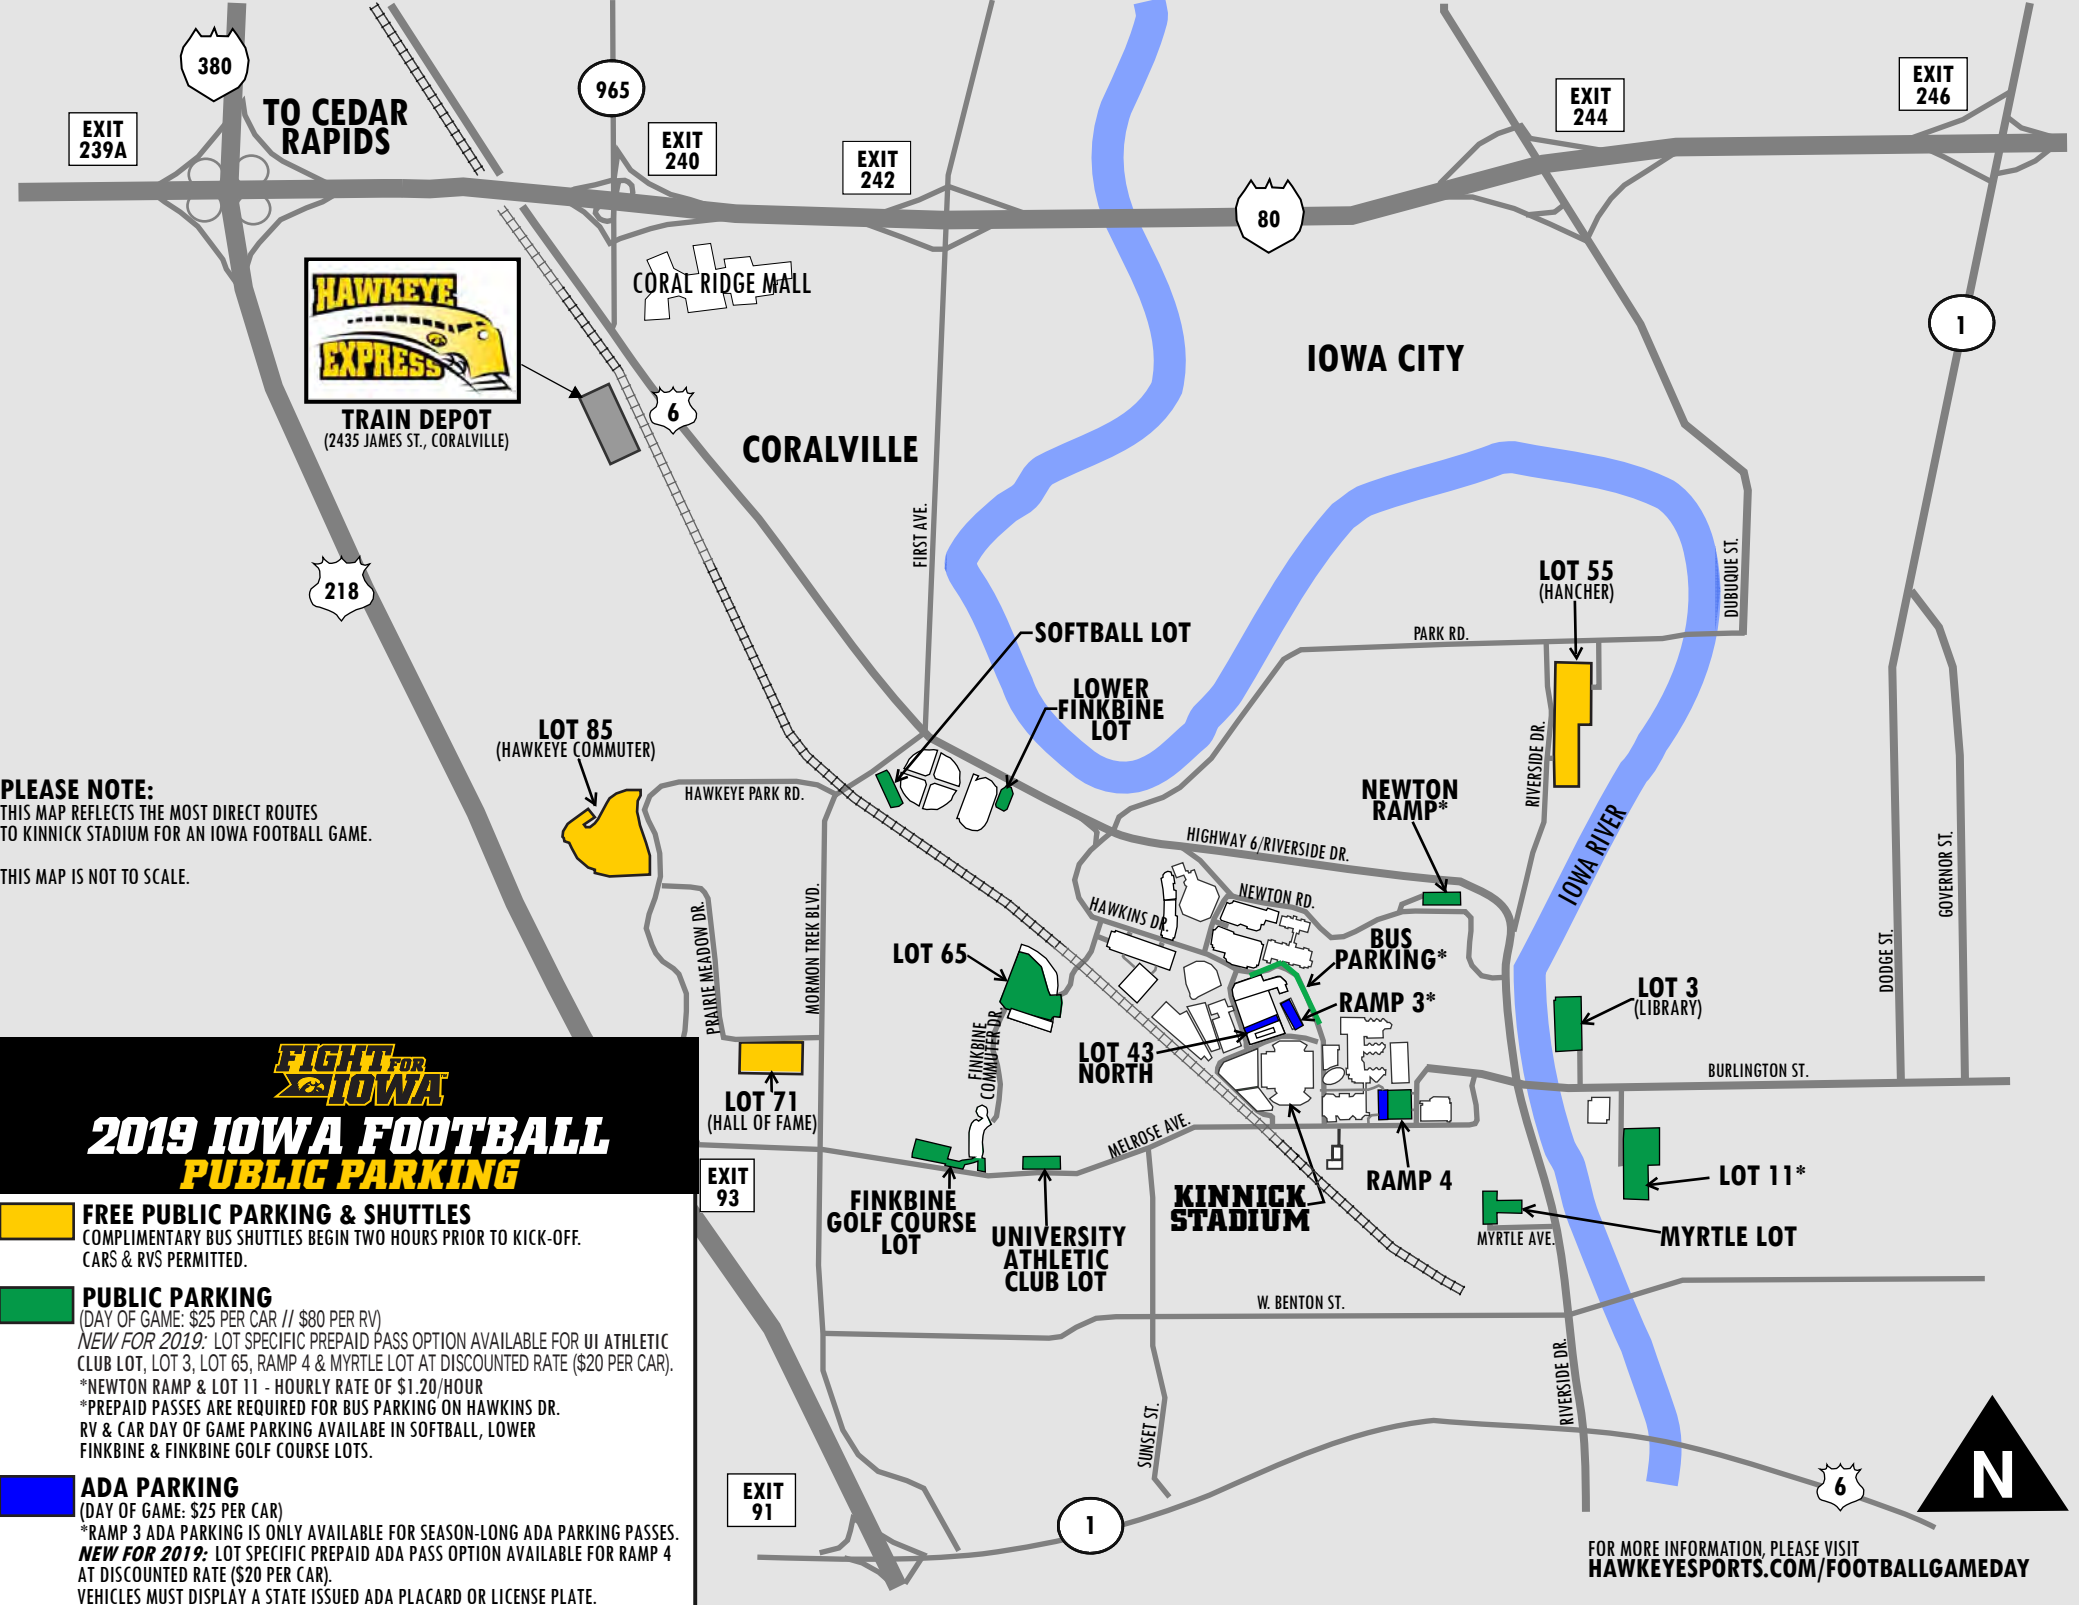 380
TO CEDAR
RAPIDS
EXIT
239A
965
EXIT
240
EXIT
242
80
EXIT
244
EXIT
246
1
CORAL RIDGE MALL
HAWKEYE
EXPRESS
TRAIN DEPOT
(2435 JAMES ST., CORALVILLE)
6
IOWA CITY
CORALVILLE
FIRST AVE.
218
LOT 55
(HANCHER)
DUBUQUE ST.
PARK RD.
SOFTBALL LOT
LOWER
FINKBINE
LOT
LOT 85
(HAWKEYE COMMUTER)
RIVERSIDE DR.
PLEASE NOTE:
THIS MAP REFLECTS THE MOST DIRECT ROUTES
TO KINNICK STADIUM FOR AN IOWA FOOTBALL GAME.
THIS MAP IS NOT TO SCALE.
HAWKEYE PARK RD.
NEWTON
RAMP*
HIGHWAY 6/RIVERSIDE DR.
IOWA RIVER
GOVERNOR ST.
DODGE ST.
NEWTON RD.
HAWKINS DR.
PRAIRIE MEADOW DR.
MORMON TREK BLVD.
LOT 65
BUS
PARKING*
RAMP 3*
LOT 3
(LIBRARY)
FINKBINE
COMMUTER DR.
LOT 43
NORTH
BURLINGTON ST.
LOT 71
(HALL OF FAME)
MELROSE AVE.
EXIT
93
FINKBINE
GOLF COURSE
LOT
UNIVERSITY
ATHLETIC
CLUB LOT
KINNICK
STADIUM
RAMP 4
LOT 11*
MYRTLE AVE.
MYRTLE LOT
W. BENTON ST.
RIVERSIDE DR.
SUNSET ST.
EXIT
91
1
6
N
FIGHT FOR
IOWA
2019 IOWA FOOTBALL
PUBLIC PARKING
FREE PUBLIC PARKING & SHUTTLES
COMPLIMENTARY BUS SHUTTLES BEGIN TWO HOURS PRIOR TO KICK-OFF.
CARS & RVS PERMITTED.
PUBLIC PARKING
(DAY OF GAME: $25 PER CAR // $80 PER RV)
NEW FOR 2019: LOT SPECIFIC PREPAID PASS OPTION AVAILABLE FOR UI ATHLETIC
CLUB LOT, LOT 3, LOT 65, RAMP 4 & MYRTLE LOT AT DISCOUNTED RATE ($20 PER CAR).
*NEWTON RAMP & LOT 11 - HOURLY RATE OF $1.20/HOUR
*PREPAID PASSES ARE REQUIRED FOR BUS PARKING ON HAWKINS DR.
RV & CAR DAY OF GAME PARKING AVAILABE IN SOFTBALL, LOWER
FINKBINE & FINKBINE GOLF COURSE LOTS.
ADA PARKING
(DAY OF GAME: $25 PER CAR)
*RAMP 3 ADA PARKING IS ONLY AVAILABLE FOR SEASON-LONG ADA PARKING PASSES.
NEW FOR 2019: LOT SPECIFIC PREPAID ADA PASS OPTION AVAILABLE FOR RAMP 4
AT DISCOUNTED RATE ($20 PER CAR).
VEHICLES MUST DISPLAY A STATE ISSUED ADA PLACARD OR LICENSE PLATE.
FOR MORE INFORMATION, PLEASE VISIT
HAWKEYESPORTS.COM/FOOTBALLGAMEDAY